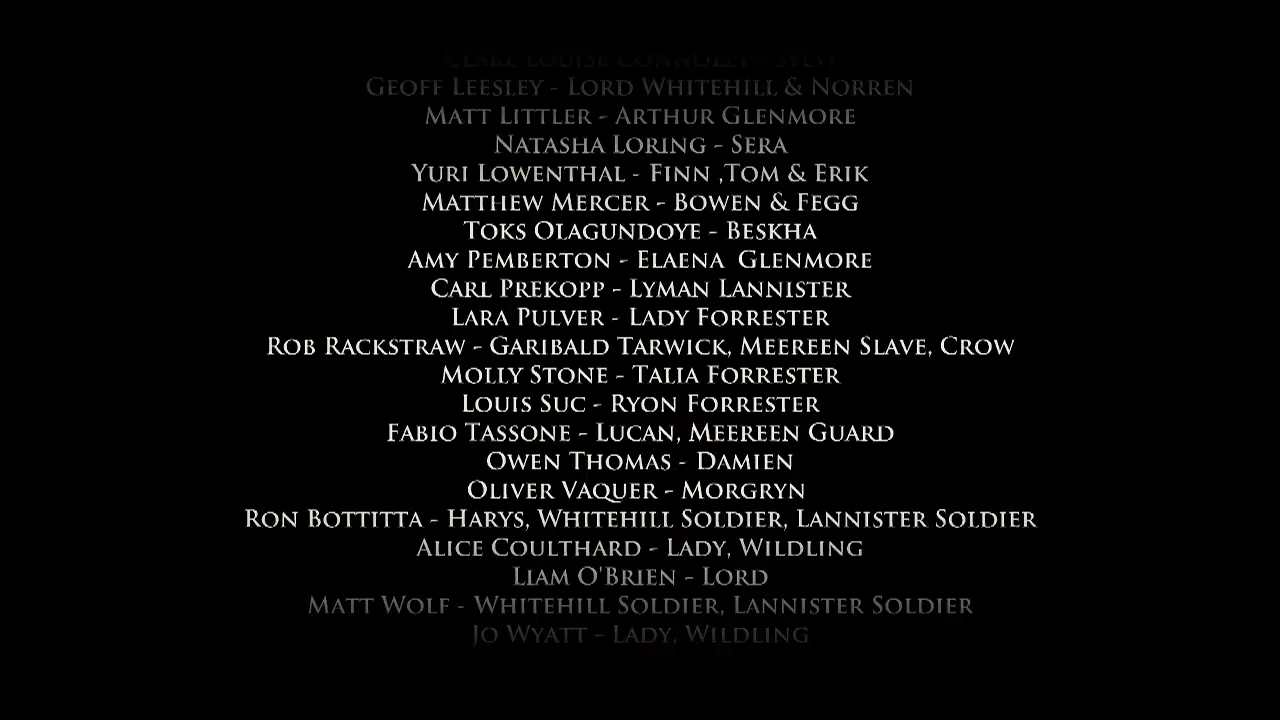 Clare Louise Connolly - Sylvi
Geoff Leesley - Lord Whitehill & Norren
Matt Littler - Arthur Glenmore
Natasha Loring - Sera
Yuri Lowenthal - Finn ,Tom & Erik
Matthew Mercer - Bowen & Fegg
Toks Olagundoye - Beskha
Amy Pemberton - Elaena  Glenmore
Carl Prekopp - Lyman Lannister
Lara Pulver - Lady Forrester
Rob Rackstraw - Garibald Tarwick, Meereen Slave, Crow
Molly Stone - Talia Forrester
Louis Suc - Ryon Forrester
Fabio Tassone - Lucan, Meereen Guard
Owen Thomas - Damien
Oliver Vaquer - Morgryn
Ron Bottitta - Harys, Whitehill Soldier, Lannister Soldier
Alice Coulthard - Lady, Wildling
Liam O'Brien - Lord
Matt Wolf - Whitehill Soldier, Lannister Soldier
Jo Wyatt - Lady, Wildling